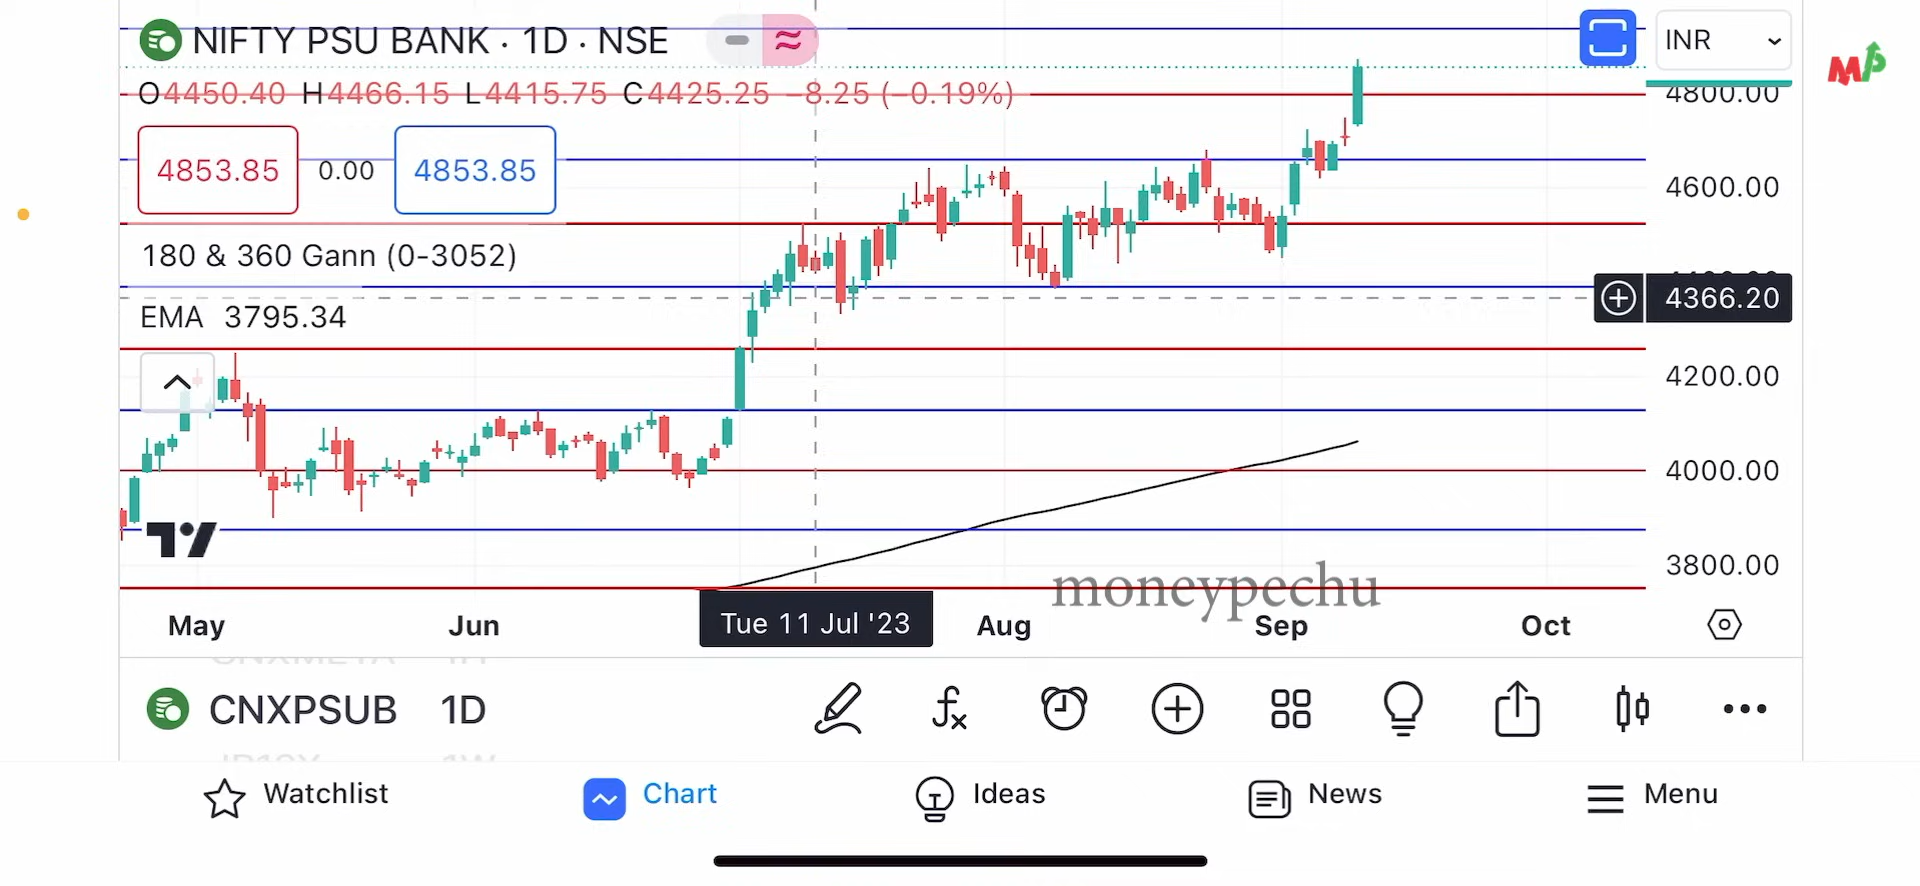 NIFTY PSU BANK · 1D · NSE
INR
MP
O4450.40 H4466.15 L4415.75 C4425.25 −8.25 (−0.19%)
4800.00
4853.85 0.00 4853.85
4600.00
180 & 360 Gann (0-3052)
4366.20
EMA 3795.34
4200.00
4000.00
3800.00
moneypechu
May Jun Tue 11 Jul '23 Aug Sep Oct
CNXPSUB 1D
Watchlist Chart Ideas News Menu